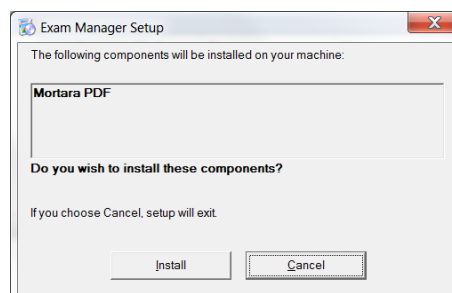 Exam Manager Setup
The following components will be installed on your machine:
Mortara PDF
Do you wish to install these components?
If you choose Cancel, setup will exit.
Install
Cancel